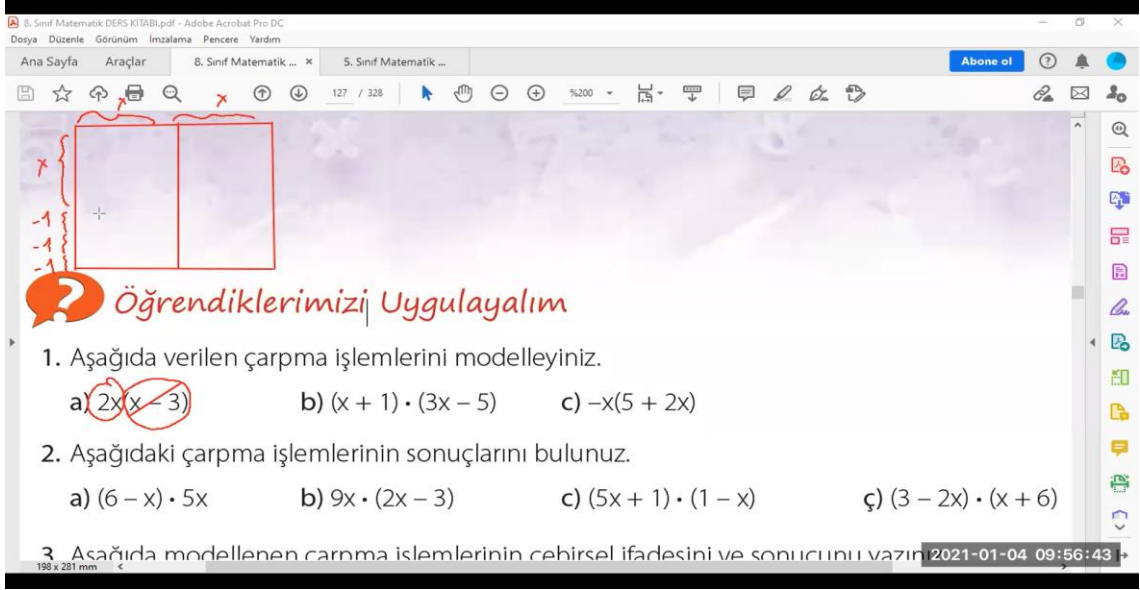 8. Sınıf Matematik DERS KİTABI.pdf - Adobe Acrobat Pro DC
Dosya Düzenle Görünüm İmzalama Pencere Yardım
Ana Sayfa Araçlar 8. Sınıf Matematik ... × 5. Sınıf Matematik ... Abone ol
127 / 328 %200
x x
x
-1
-1
-1
Öğrendiklerimizi Uygulayalım
1. Aşağıda verilen çarpma işlemlerini modelleyiniz.
a) 2x(x – 3) b) (x + 1) • (3x – 5) c) –x(5 + 2x)
2. Aşağıdaki çarpma işlemlerinin sonuçlarını bulunuz.
a) (6 – x) • 5x b) 9x • (2x – 3) c) (5x + 1) • (1 – x) ç) (3 – 2x) • (x + 6)
3. Aşağıda modellenen çarpma işlemlerinin cebirsel ifadesini ve sonucunu
2021-01-04 09:56:43
198 x 281 mm